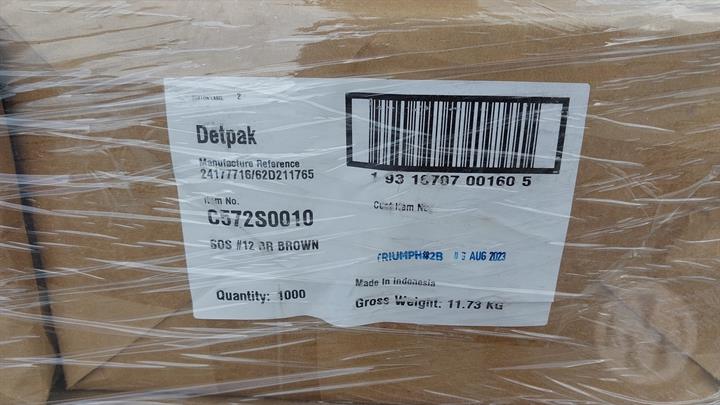 CARTON LABEL 2
Detpak
Manufacture Reference
24177716/62D211765
Item No.
C572S0010
SOS #12 BR BROWN
Quantity: 1000
1 93 18707 00160 5
Cust Item No.
TRIUMPH#2B AUG 2023
Made in Indonesia
Gross Weight: 11.73 KG